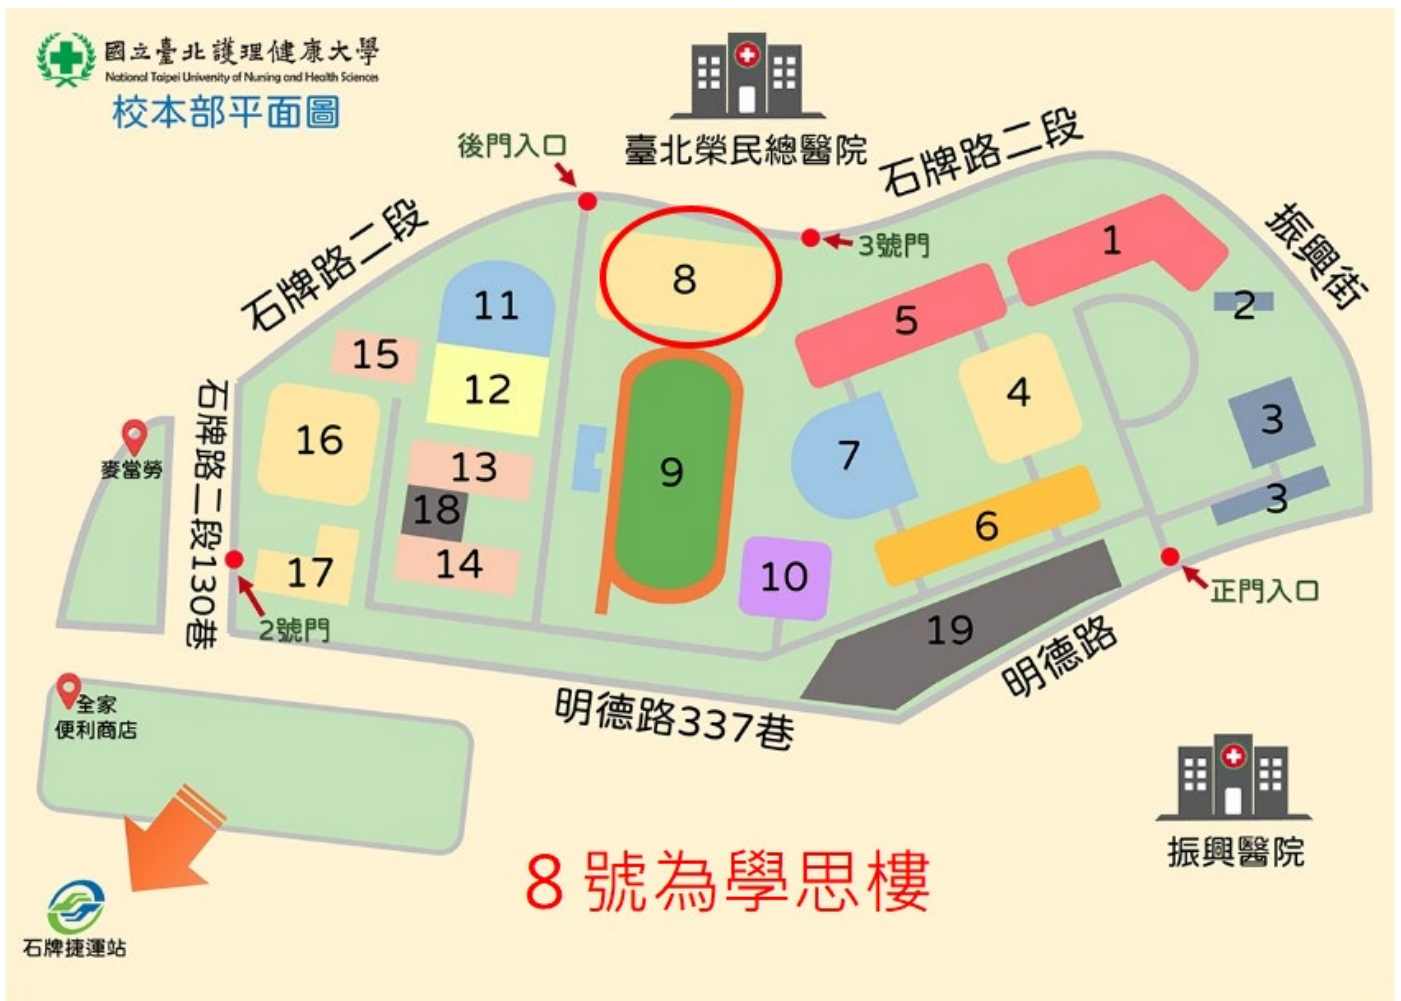 國立臺北護理健康大學
National Taipei University of Nursing and Health Sciences
校本部平面圖
臺北榮民總醫院
後門入口
石牌路二段
石牌路二段
3號門
振興街
1
2
3
3
4
5
6
7
8
9
10
11
12
13
14
15
16
17
18
19
麥當勞
石牌路二段130巷
2號門
正門入口
明德路
明德路337巷
全家
便利商店
振興醫院
8 號為學思樓
石牌捷運站